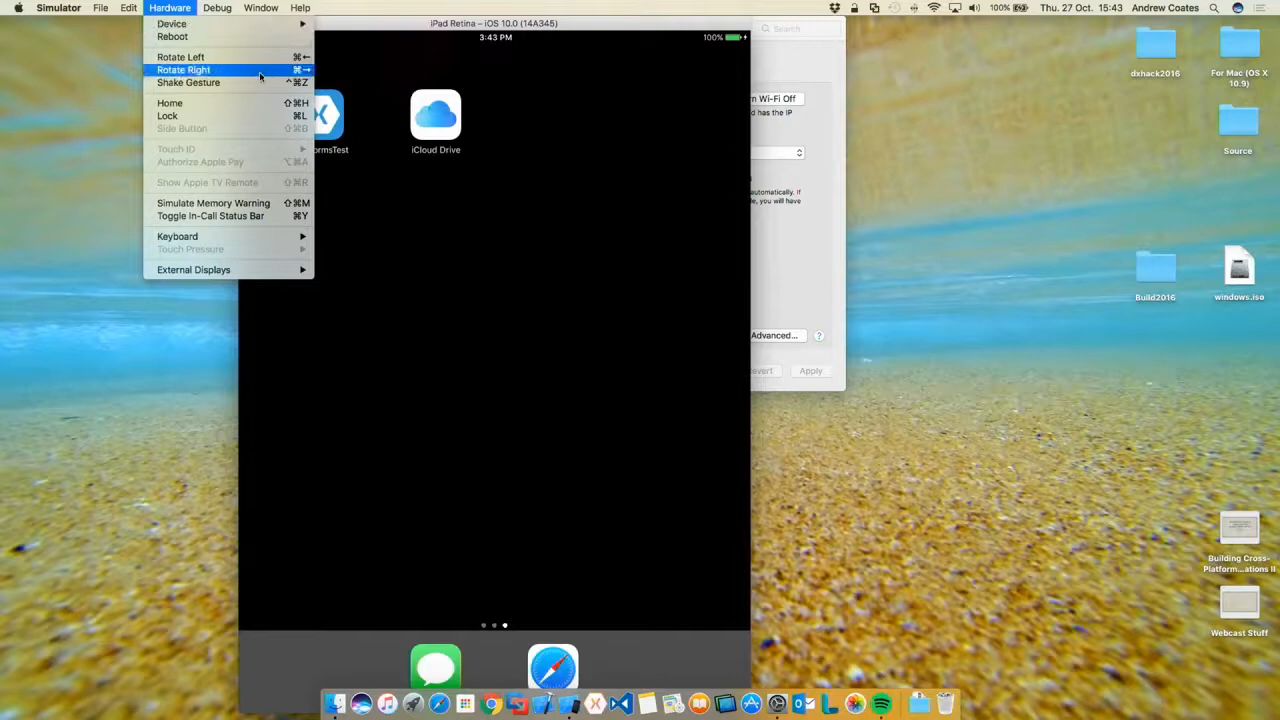 Simulator File Edit Hardware Debug Window Help 100% Thu 27 Oct. 15:43 Andrew Coates
iPad Retina – iOS 10.0 (14A345)
3:43 PM 100%
Device
Reboot
Rotate Left ⌘←
Rotate Right ⌘→
Shake Gesture ^⌘Z
Home ⇧⌘H
Lock ⌘L
Side Button ⇧⌘B
Touch ID
Authorize Apple Pay ⌥⌘A
Show Apple TV Remote ⇧⌘R
Simulate Memory Warning ⇧⌘M
Toggle In-Call Status Bar ⌘Y
Keyboard
Touch Pressure
External Displays
ormsTest
iCloud Drive
Search
rn Wi-Fi Off
d has the IP
automatically. If
e, you will have
Advanced... ?
evert Apply
dxhack2016
For Mac (OS X
10.9)
Source
Build2016
windows.iso
Building Cross-
Platform...ations II
Webcast Stuff